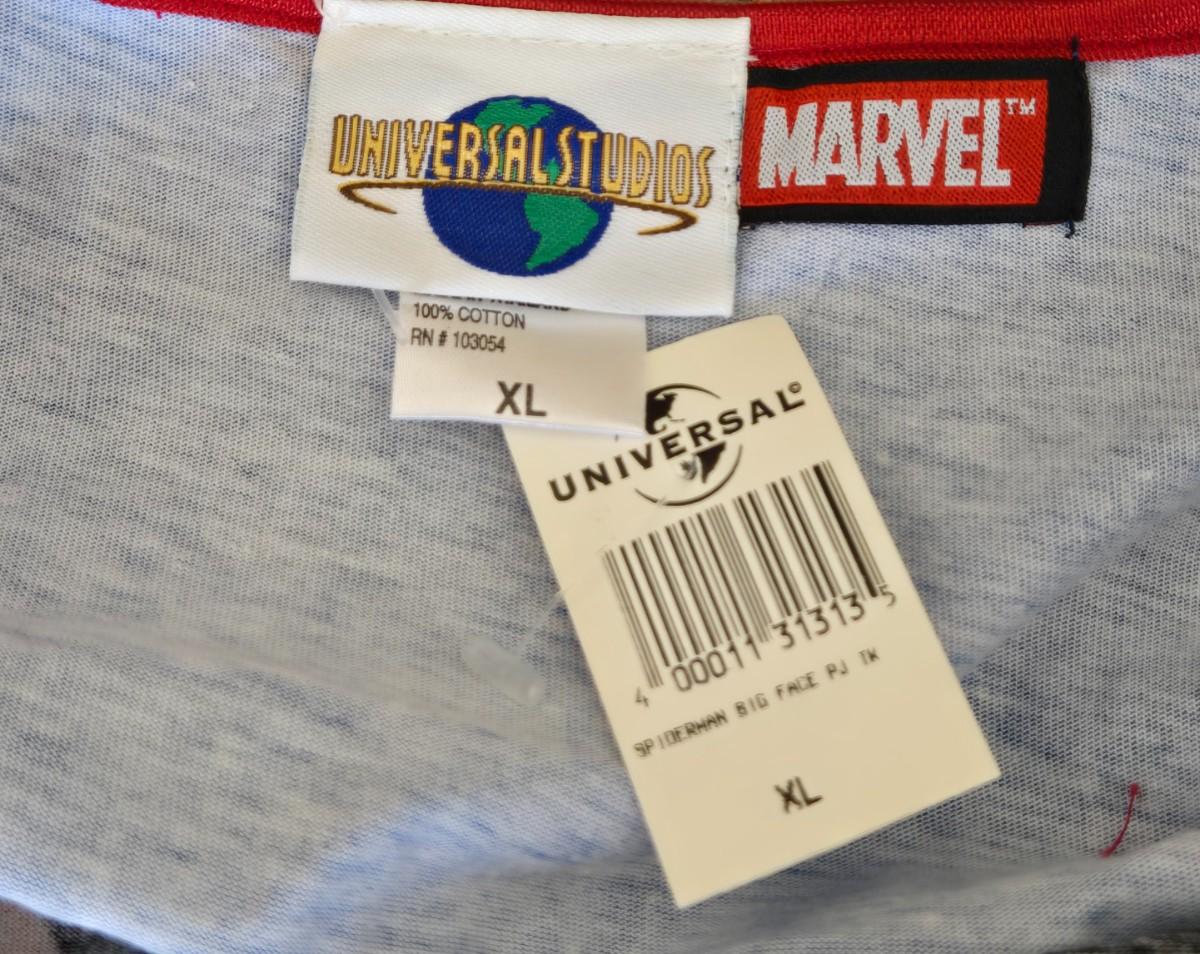 UNIVERSAL STUDIOS
MARVEL™
100% COTTON
RN # 103054
XL
UNIVERSAL©
4 00011 31313 5
SPIDERMAN BIG FACE PJ TK
XL